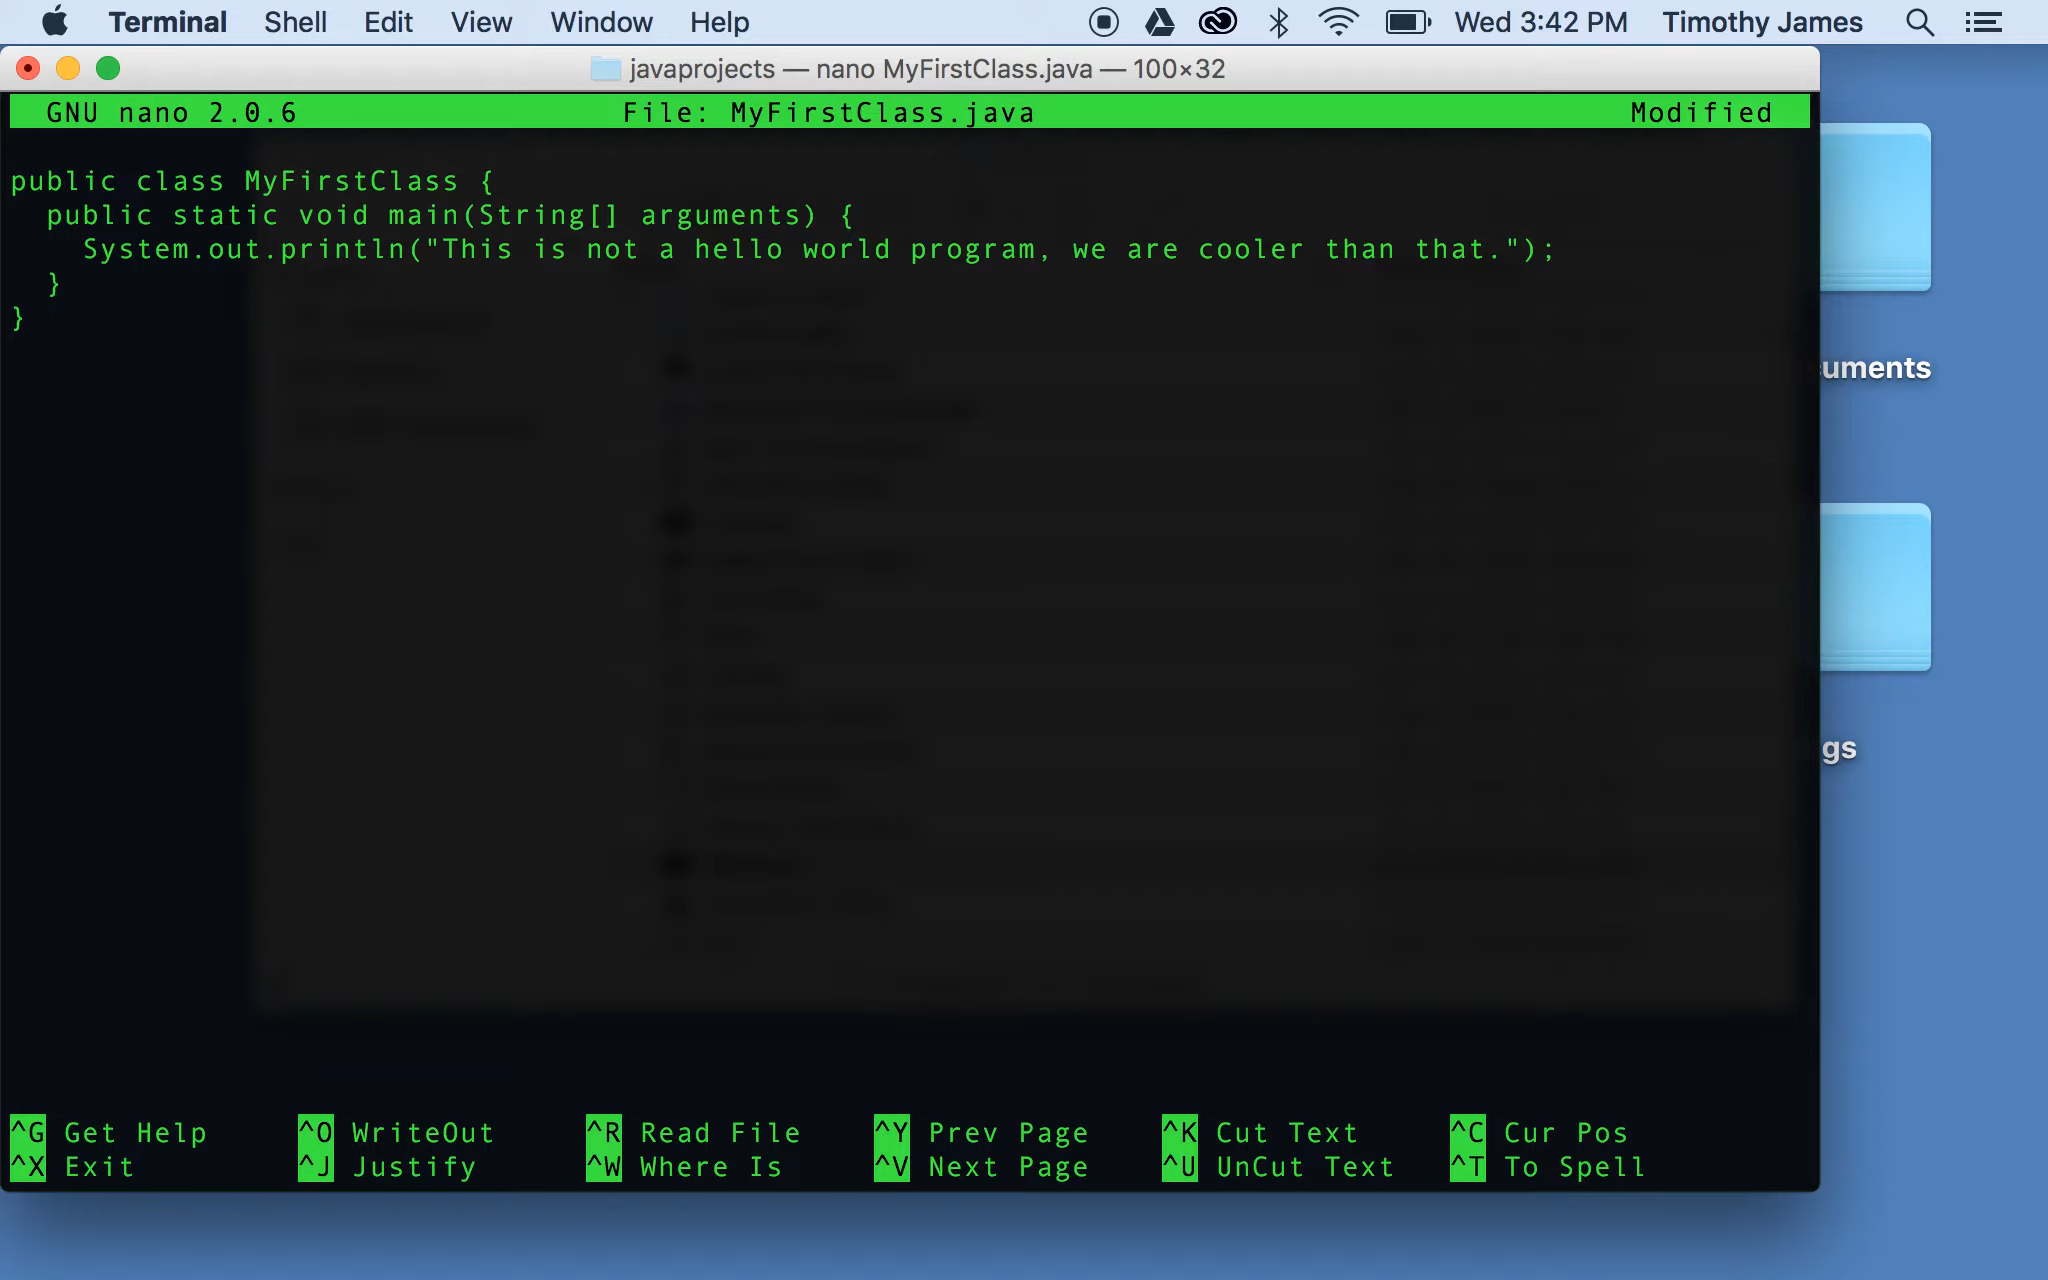 Terminal Shell Edit View Window Help Wed 3:42 PM Timothy James
javaprojects — nano MyFirstClass.java — 100×32
GNU nano 2.0.6 File: MyFirstClass.java Modified
public class MyFirstClass {
  public static void main(String[] arguments) {
    System.out.println("This is not a hello world program, we are cooler than that.");
  }
}
uments
gs
^G Get Help ^O WriteOut ^R Read File ^Y Prev Page ^K Cut Text ^C Cur Pos
^X Exit ^J Justify ^W Where Is ^V Next Page ^U UnCut Text ^T To Spell